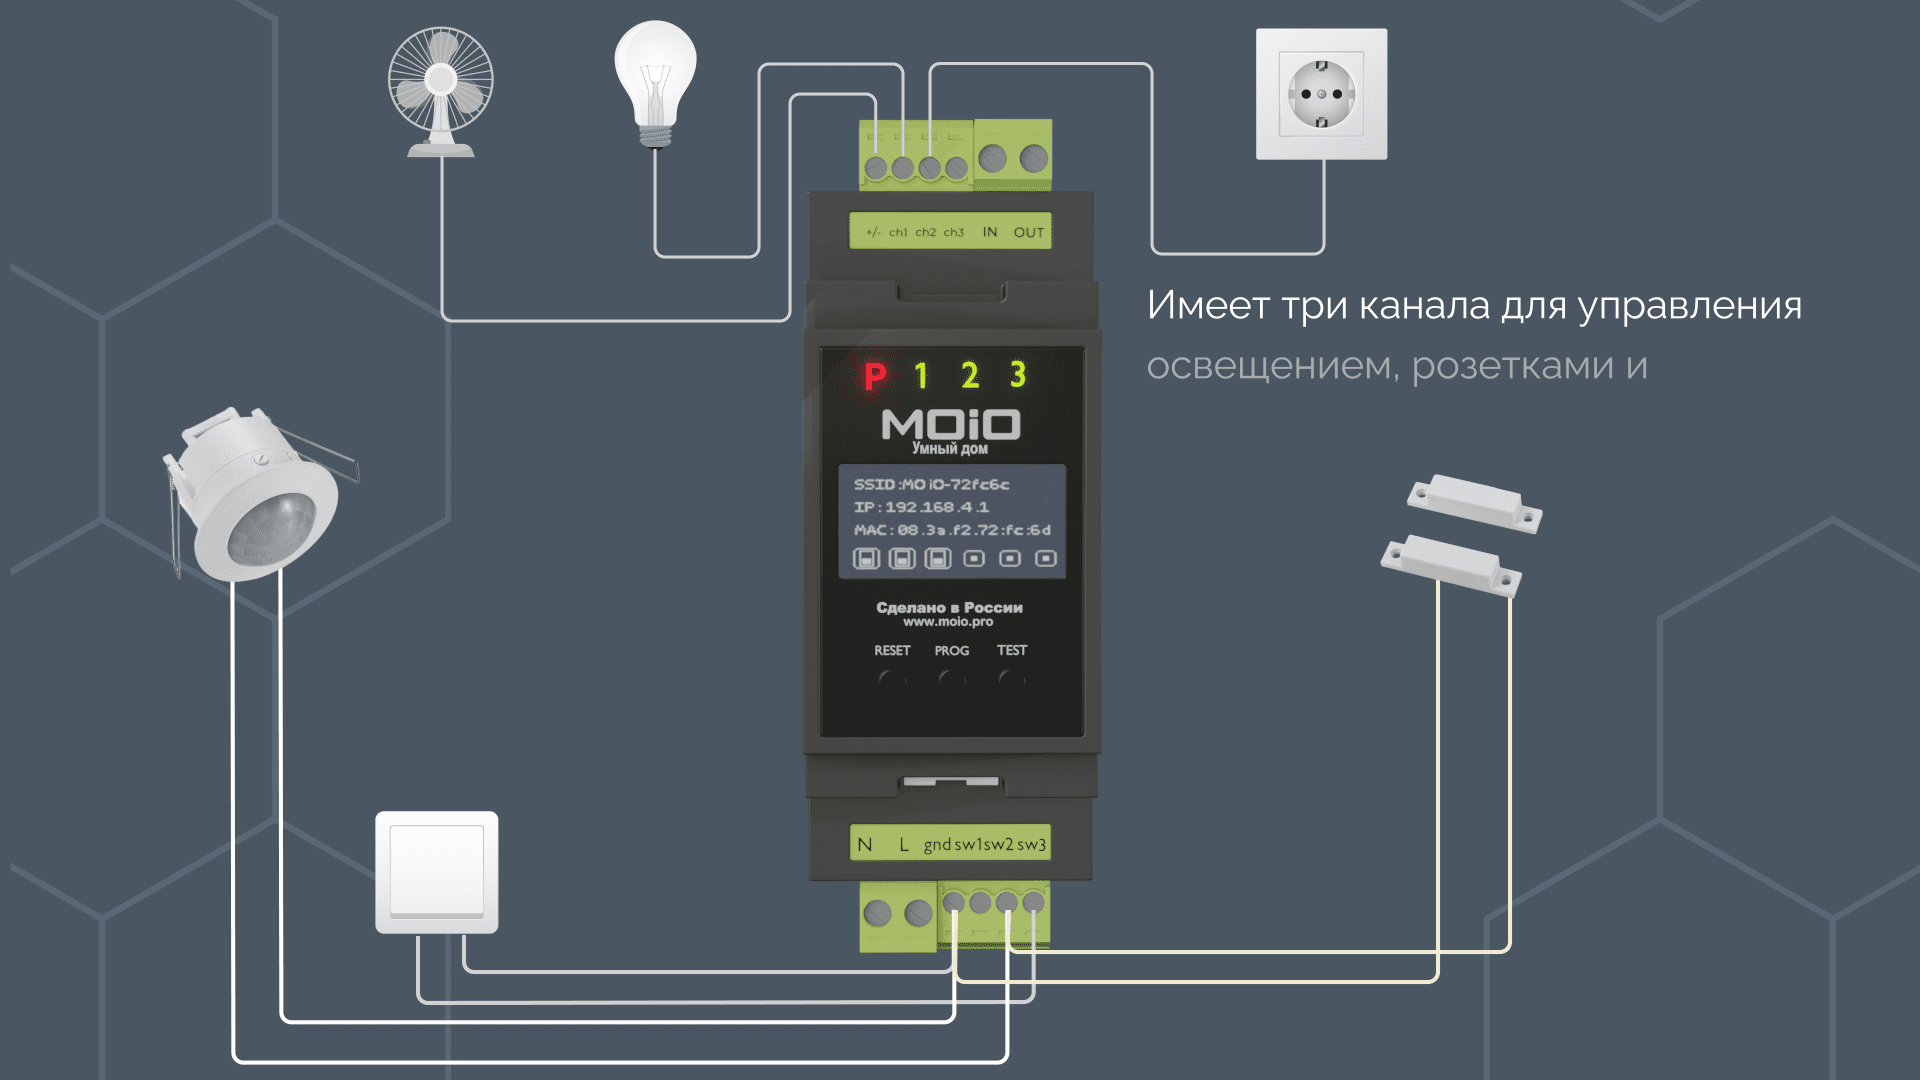 +/- ch1 ch2 ch3 IN OUT
Имеет три канала для управления
освещением, розетками и
P 1 2 3
MOiO
Умный дом
SSID:MOiO-72fc6c
IP:192.168.4.1
MAC:08.3a.f2.72:fc:6d
Сделано в России
www.moio.pro
RESET PROG TEST
N L gnd sw1 sw2 sw3